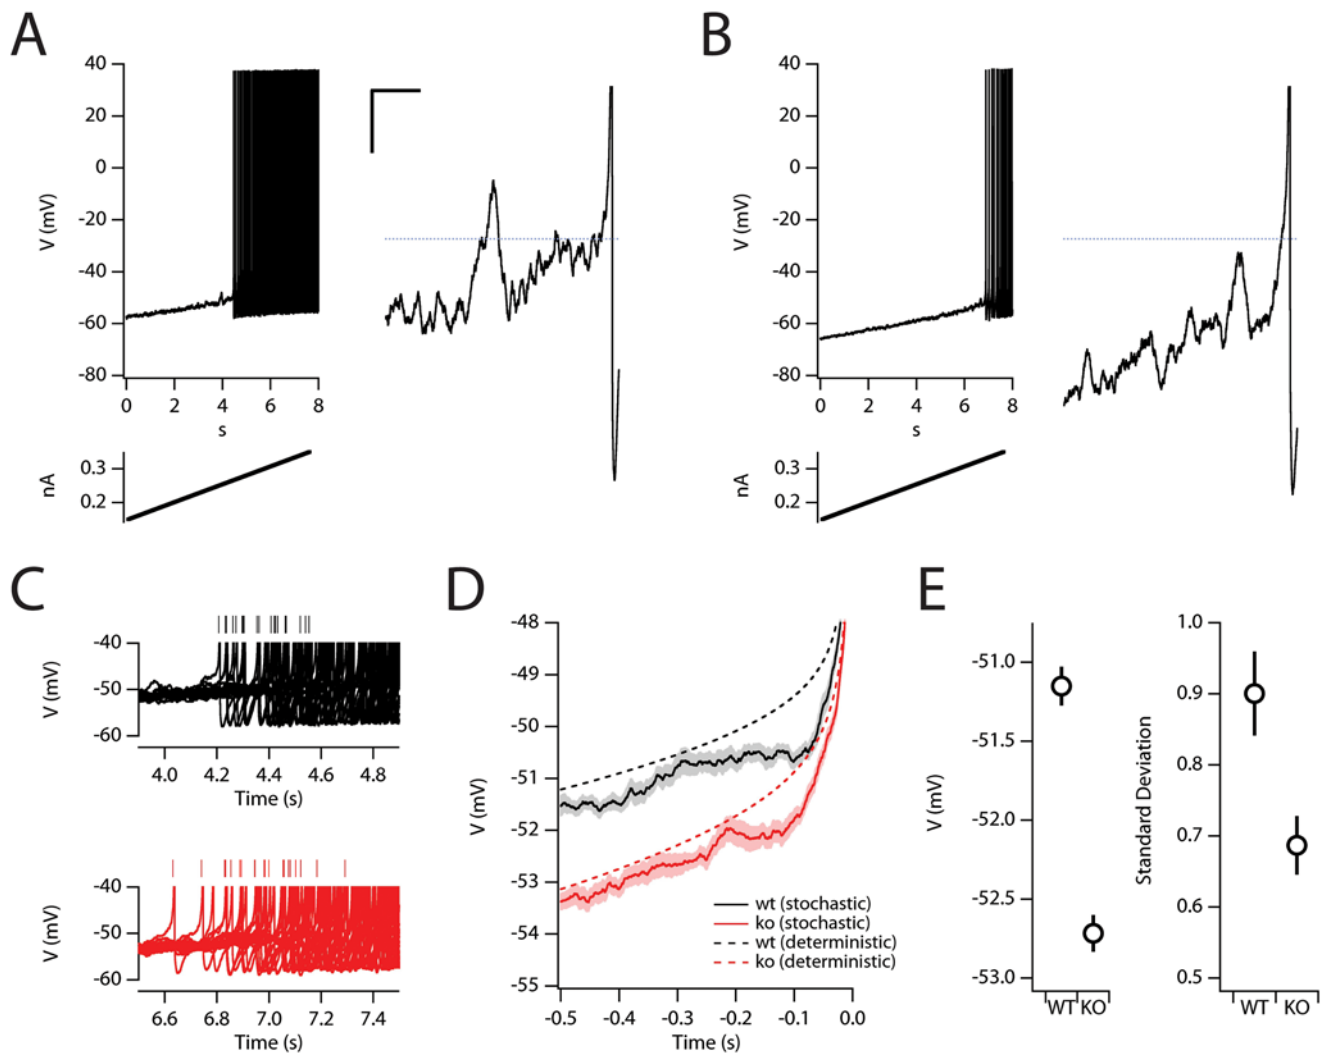 A
40
20
0
-20
-40
-60
-80
V (mV)
0 2 4 6 8
s
0.3
0.2
nA
B
40
20
0
-20
-40
-60
-80
V (mV)
0 2 4 6 8
s
0.3
0.2
nA
C
-40
-50
-60
V (mV)
4.0 4.2 4.4 4.6 4.8
Time (s)
-40
-50
-60
V (mV)
6.6 6.8 7.0 7.2 7.4
Time (s)
D
-48
-49
-50
-51
-52
-53
-54
-55
V (mV)
wt (stochastic)
ko (stochastic)
wt (deterministic)
ko (deterministic)
-0.5 -0.4 -0.3 -0.2 -0.1 0.0
Time (s)
E
-51.0
-51.5
-52.0
-52.5
-53.0
V (mV)
WT KO
1.0
0.9
0.8
0.7
0.6
0.5
Standard Deviation
WT KO